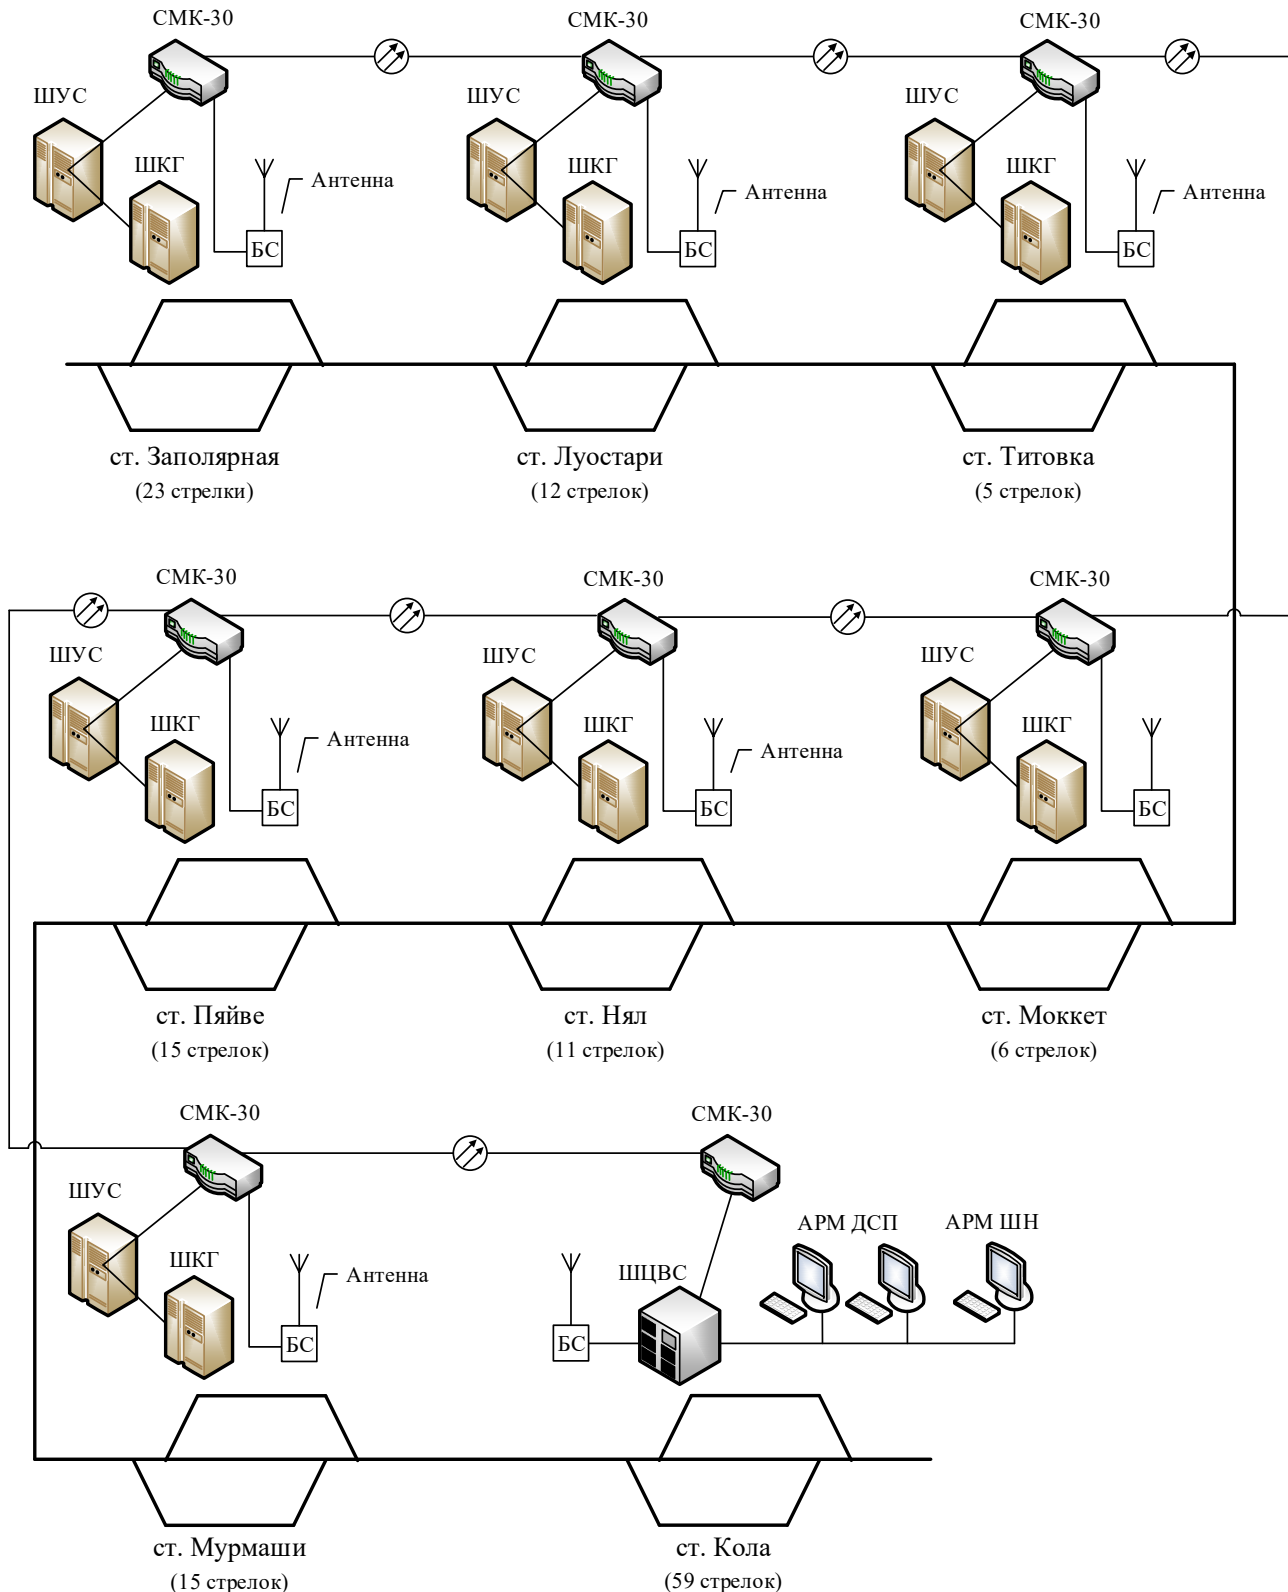 СМК-30
СМК-30
СМК-30
ШУС
ШУС
ШУС
ШКГ
Антенна
ШКГ
Антенна
ШКГ
Антенна
БС
БС
БС
ст. Заполярная
(23 стрелки)
ст. Луостари
(12 стрелок)
ст. Титовка
(5 стрелок)
СМК-30
СМК-30
СМК-30
ШУС
ШУС
ШУС
ШКГ
Антенна
ШКГ
Антенна
ШКГ
БС
БС
БС
ст. Пяйве
(15 стрелок)
ст. Нял
(11 стрелок)
ст. Моккет
(6 стрелок)
СМК-30
СМК-30
ШУС
ШКГ
Антенна
БС
БС
ШЦВС
АРМ ДСП
АРМ ШН
ст. Мурмаши
(15 стрелок)
ст. Кола
(59 стрелок)